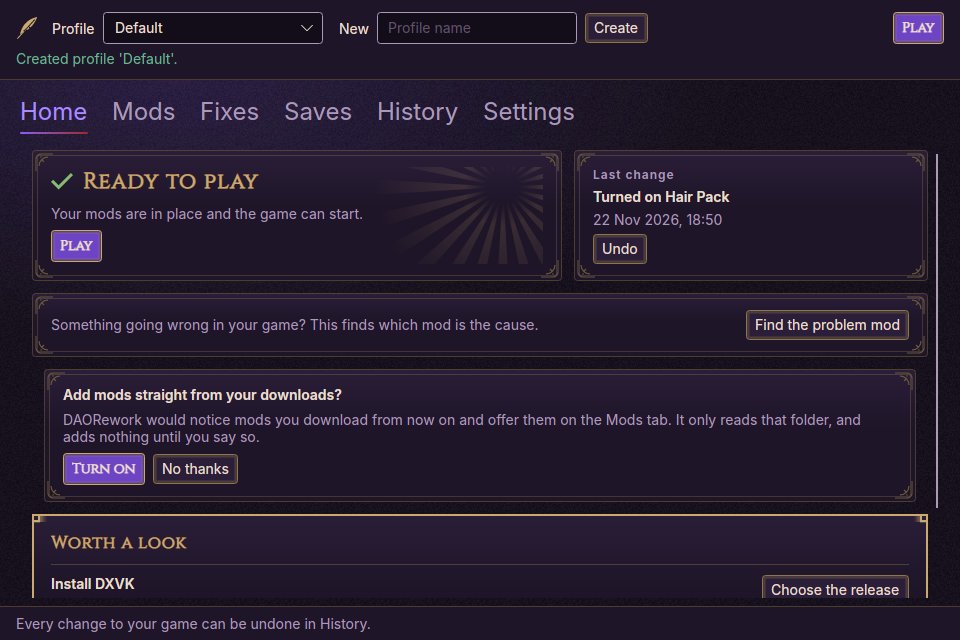 Profile Default New Profile name Create PLAY
Created profile 'Default'.
Home Mods Fixes Saves History Settings
Ready to play
Your mods are in place and the game can start.
Play
Last change
Turned on Hair Pack
22 Nov 2026, 18:50
Undo
Something going wrong in your game? This finds which mod is the cause.
Find the problem mod
Add mods straight from your downloads?
DAORework would notice mods you download from now on and offer them on the Mods tab. It only reads that folder, and
adds nothing until you say so.
Turn on No thanks
Worth a look
Install DXVK
Choose the release
Every change to your game can be undone in History.